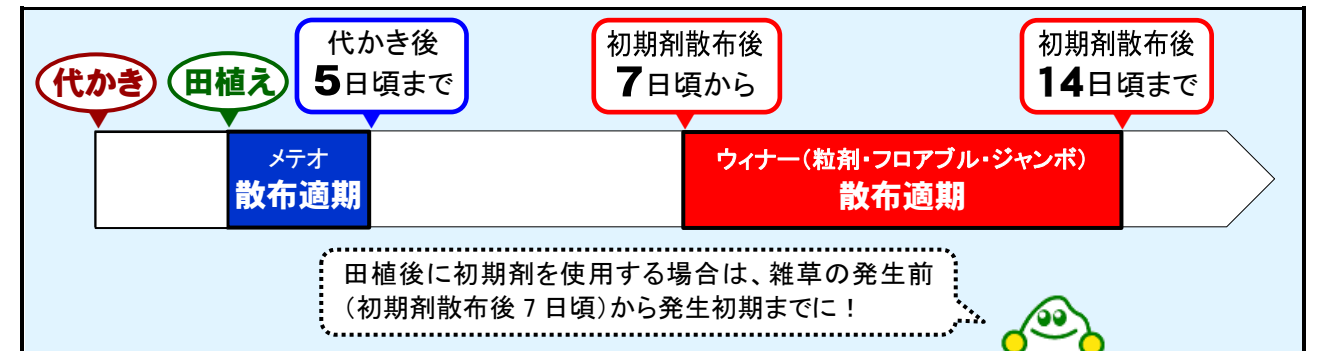 代かき
田植え
代かき後
5日頃まで
初期剤散布後
7日頃から
初期剤散布後
14日頃まで
メテオ
散布適期
ウィナー（粒剤・フロアブル・ジャンボ）
散布適期
田植後に初期剤を使用する場合は、雑草の発生前
（初期剤散布後7日頃）から発生初期までに！